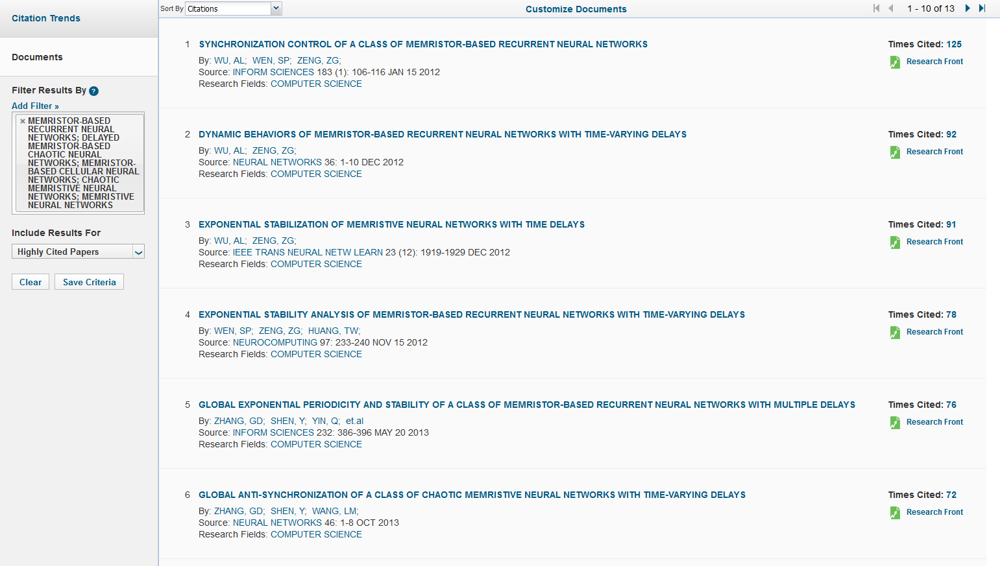 Citation Trends
Documents
Filter Results By ?
Add Filter »
MEMRISTOR-BASED
RECURRENT NEURAL
NETWORKS; DELAYED
MEMRISTOR-BASED
CHAOTIC NEURAL
NETWORKS; MEMRISTOR-
BASED CELLULAR NEURAL
NETWORKS; CHAOTIC
MEMRISTIVE NEURAL
NETWORKS; MEMRISTIVE
NEURAL NETWORKS
Include Results For
Highly Cited Papers
Clear Save Criteria
Sort By Citations Customize Documents 1 - 10 of 13
1 SYNCHRONIZATION CONTROL OF A CLASS OF MEMRISTOR-BASED RECURRENT NEURAL NETWORKS Times Cited: 125
By: WU, AL; WEN, SP; ZENG, ZG; Research Front
Source: INFORM SCIENCES 183 (1): 106-116 JAN 15 2012
Research Fields: COMPUTER SCIENCE
2 DYNAMIC BEHAVIORS OF MEMRISTOR-BASED RECURRENT NEURAL NETWORKS WITH TIME-VARYING DELAYS Times Cited: 92
By: WU, AL; ZENG, ZG; Research Front
Source: NEURAL NETWORKS 36: 1-10 DEC 2012
Research Fields: COMPUTER SCIENCE
3 EXPONENTIAL STABILIZATION OF MEMRISTIVE NEURAL NETWORKS WITH TIME DELAYS Times Cited: 91
By: WU, AL; ZENG, ZG; Research Front
Source: IEEE TRANS NEURAL NETW LEARN 23 (12): 1919-1929 DEC 2012
Research Fields: COMPUTER SCIENCE
4 EXPONENTIAL STABILITY ANALYSIS OF MEMRISTOR-BASED RECURRENT NEURAL NETWORKS WITH TIME-VARYING DELAYS Times Cited: 78
By: WEN, SP; ZENG, ZG; HUANG, TW; Research Front
Source: NEUROCOMPUTING 97: 233-240 NOV 15 2012
Research Fields: COMPUTER SCIENCE
5 GLOBAL EXPONENTIAL PERIODICITY AND STABILITY OF A CLASS OF MEMRISTOR-BASED RECURRENT NEURAL NETWORKS WITH MULTIPLE DELAYS Times Cited: 76
By: ZHANG, GD; SHEN, Y; YIN, Q; et.al Research Front
Source: INFORM SCIENCES 232: 386-396 MAY 20 2013
Research Fields: COMPUTER SCIENCE
6 GLOBAL ANTI-SYNCHRONIZATION OF A CLASS OF CHAOTIC MEMRISTIVE NEURAL NETWORKS WITH TIME-VARYING DELAYS Times Cited: 72
By: ZHANG, GD; SHEN, Y; WANG, LM; Research Front
Source: NEURAL NETWORKS 46: 1-8 OCT 2013
Research Fields: COMPUTER SCIENCE